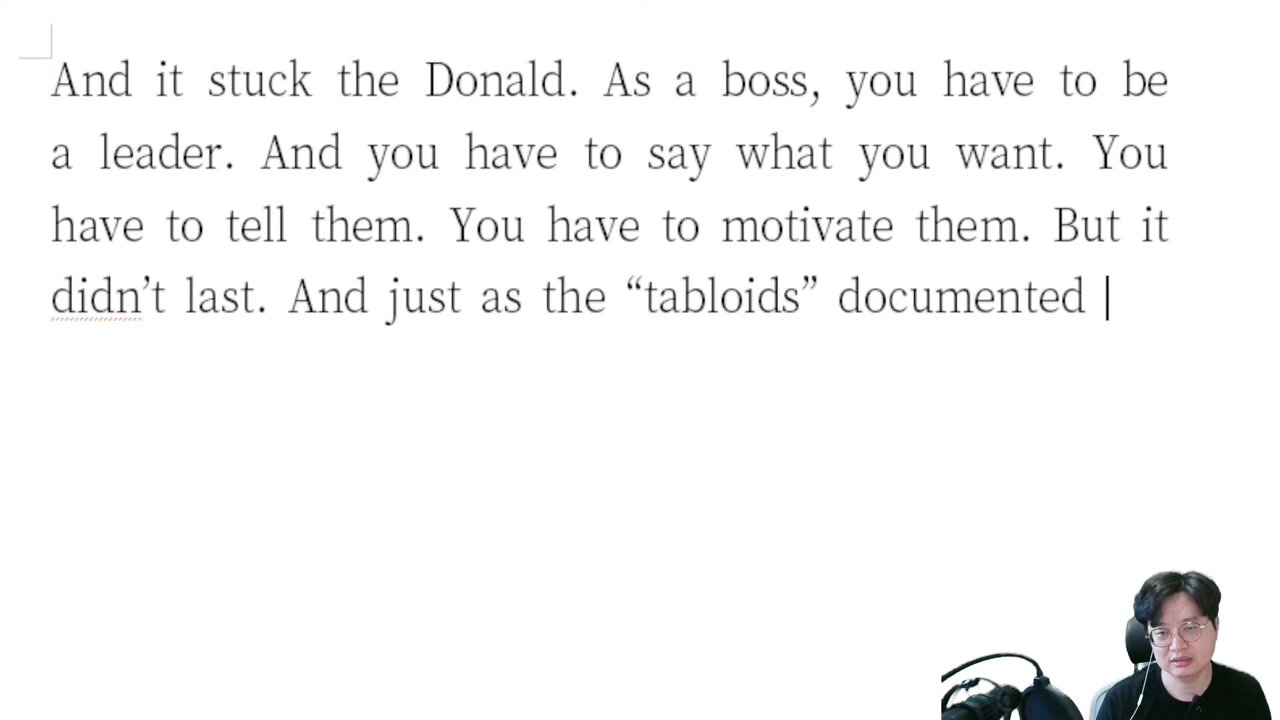 And it stuck the Donald. As a boss, you have to be
a leader. And you have to say what you want. You
have to tell them. You have to motivate them. But it
didn’t last. And just as the “tabloids” documented